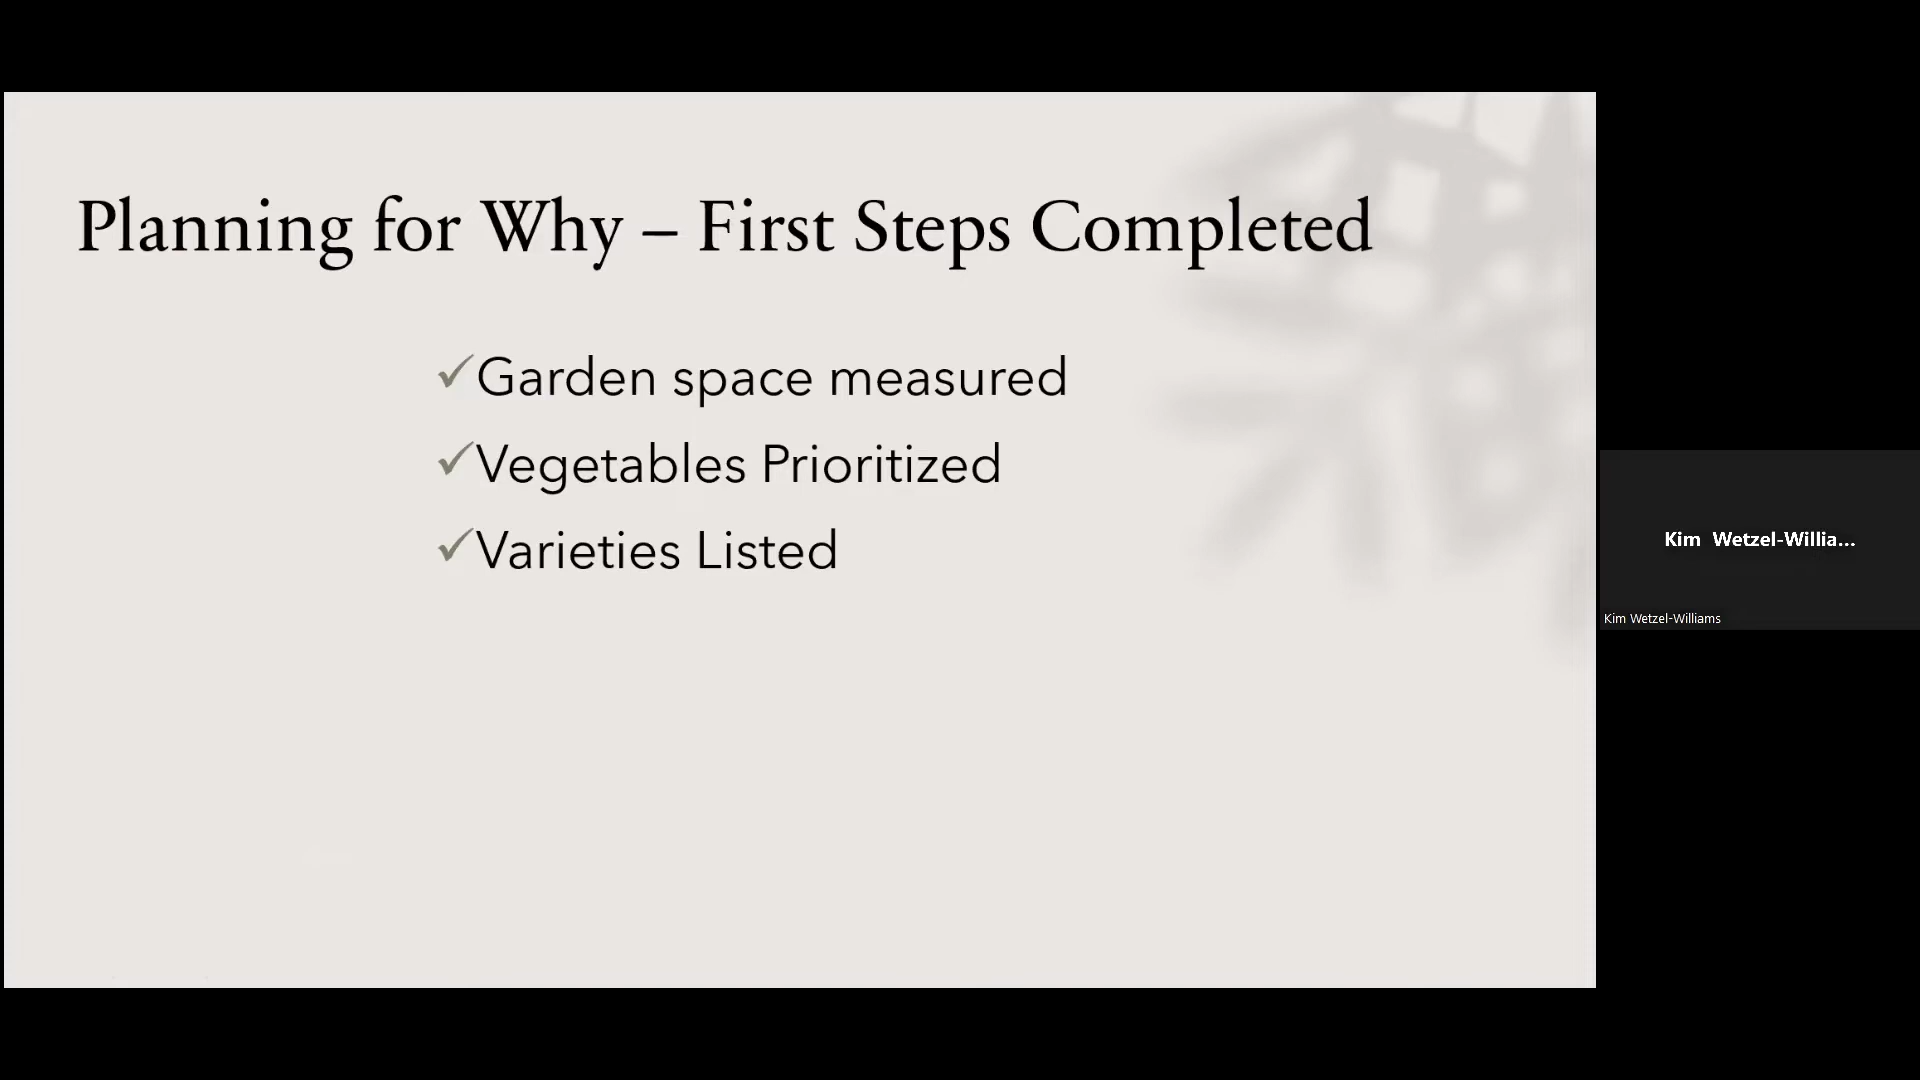 Planning for Why – First Steps Completed
✓Garden space measured
✓Vegetables Prioritized
✓Varieties Listed
Kim Wetzel-Willia...
Kim Wetzel-Williams